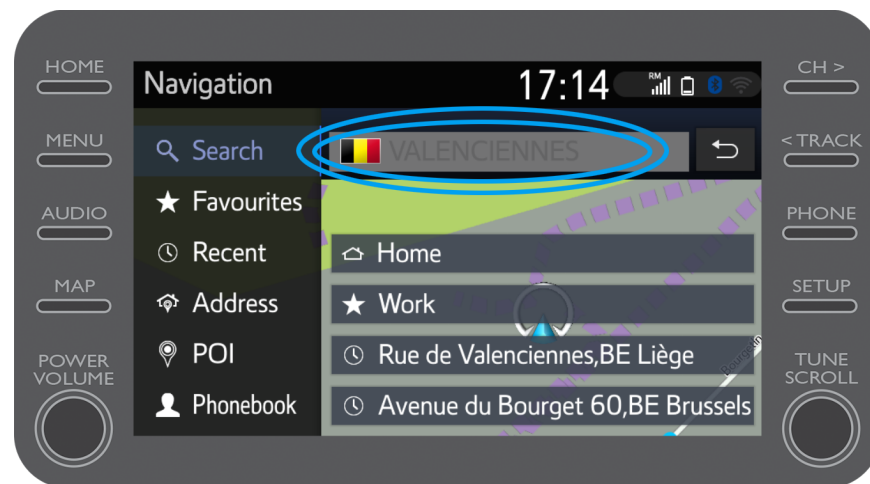 HOME
MENU
AUDIO
MAP
POWER
VOLUME
Navigation
17:14
RM
Search
VALENCIENNES
Favourites
Recent
Address
POI
Phonebook
Home
Work
Rue de Valenciennes,BE Liège
Avenue du Bourget 60,BE Brussels
CH >
< TRACK
PHONE
SETUP
TUNE
SCROLL